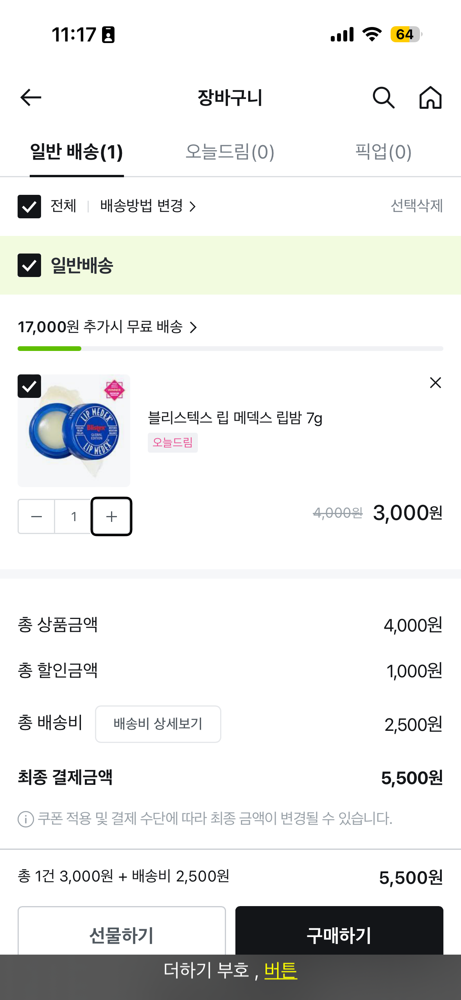 11:17
64
장바구니
일반 배송(1)
오늘드림(0)
픽업(0)
전체
배송방법 변경
선택삭제
일반배송
17,000원 추가시 무료 배송
WINNER
LIP MEDEX
Blistex
GLOBAL
EDITION
LIP MEDEX
블리스텍스 립 메덱스 립밤 7g
오늘드림
1
4,000원 3,000원
총 상품금액 4,000원
총 할인금액 1,000원
총 배송비 배송비 상세보기 2,500원
최종 결제금액 5,500원
쿠폰 적용 및 결제 수단에 따라 최종 금액이 변경될 수 있습니다.
총 1건 3,000원 + 배송비 2,500원 5,500원
선물하기
구매하기
더하기 부호 , 버튼